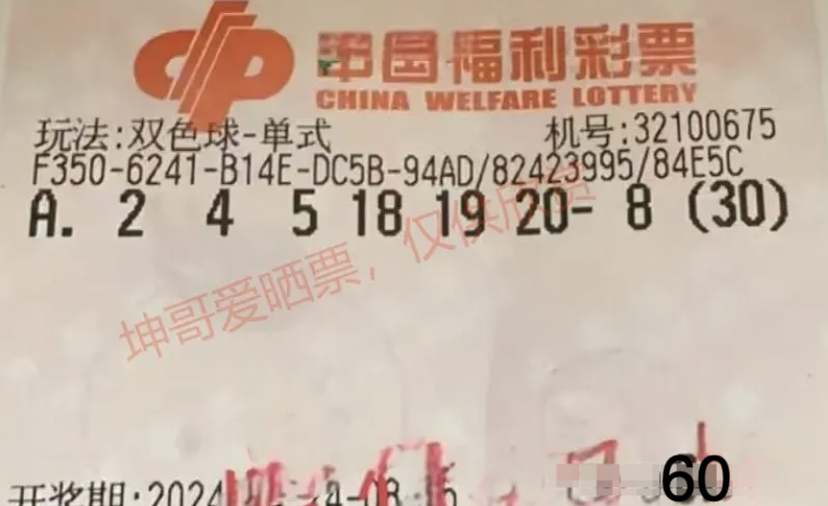 中国福利彩票
CHINA WELFARE LOTTERY
玩法:双色球-单式 机号:32100675
F350-6241-B14E-DC5B-94AD/82423995/84E5C
A. 2 4 5 18 19 20- 8 (30)
坤哥爱晒票，仅供欣赏
开奖期:2024
60